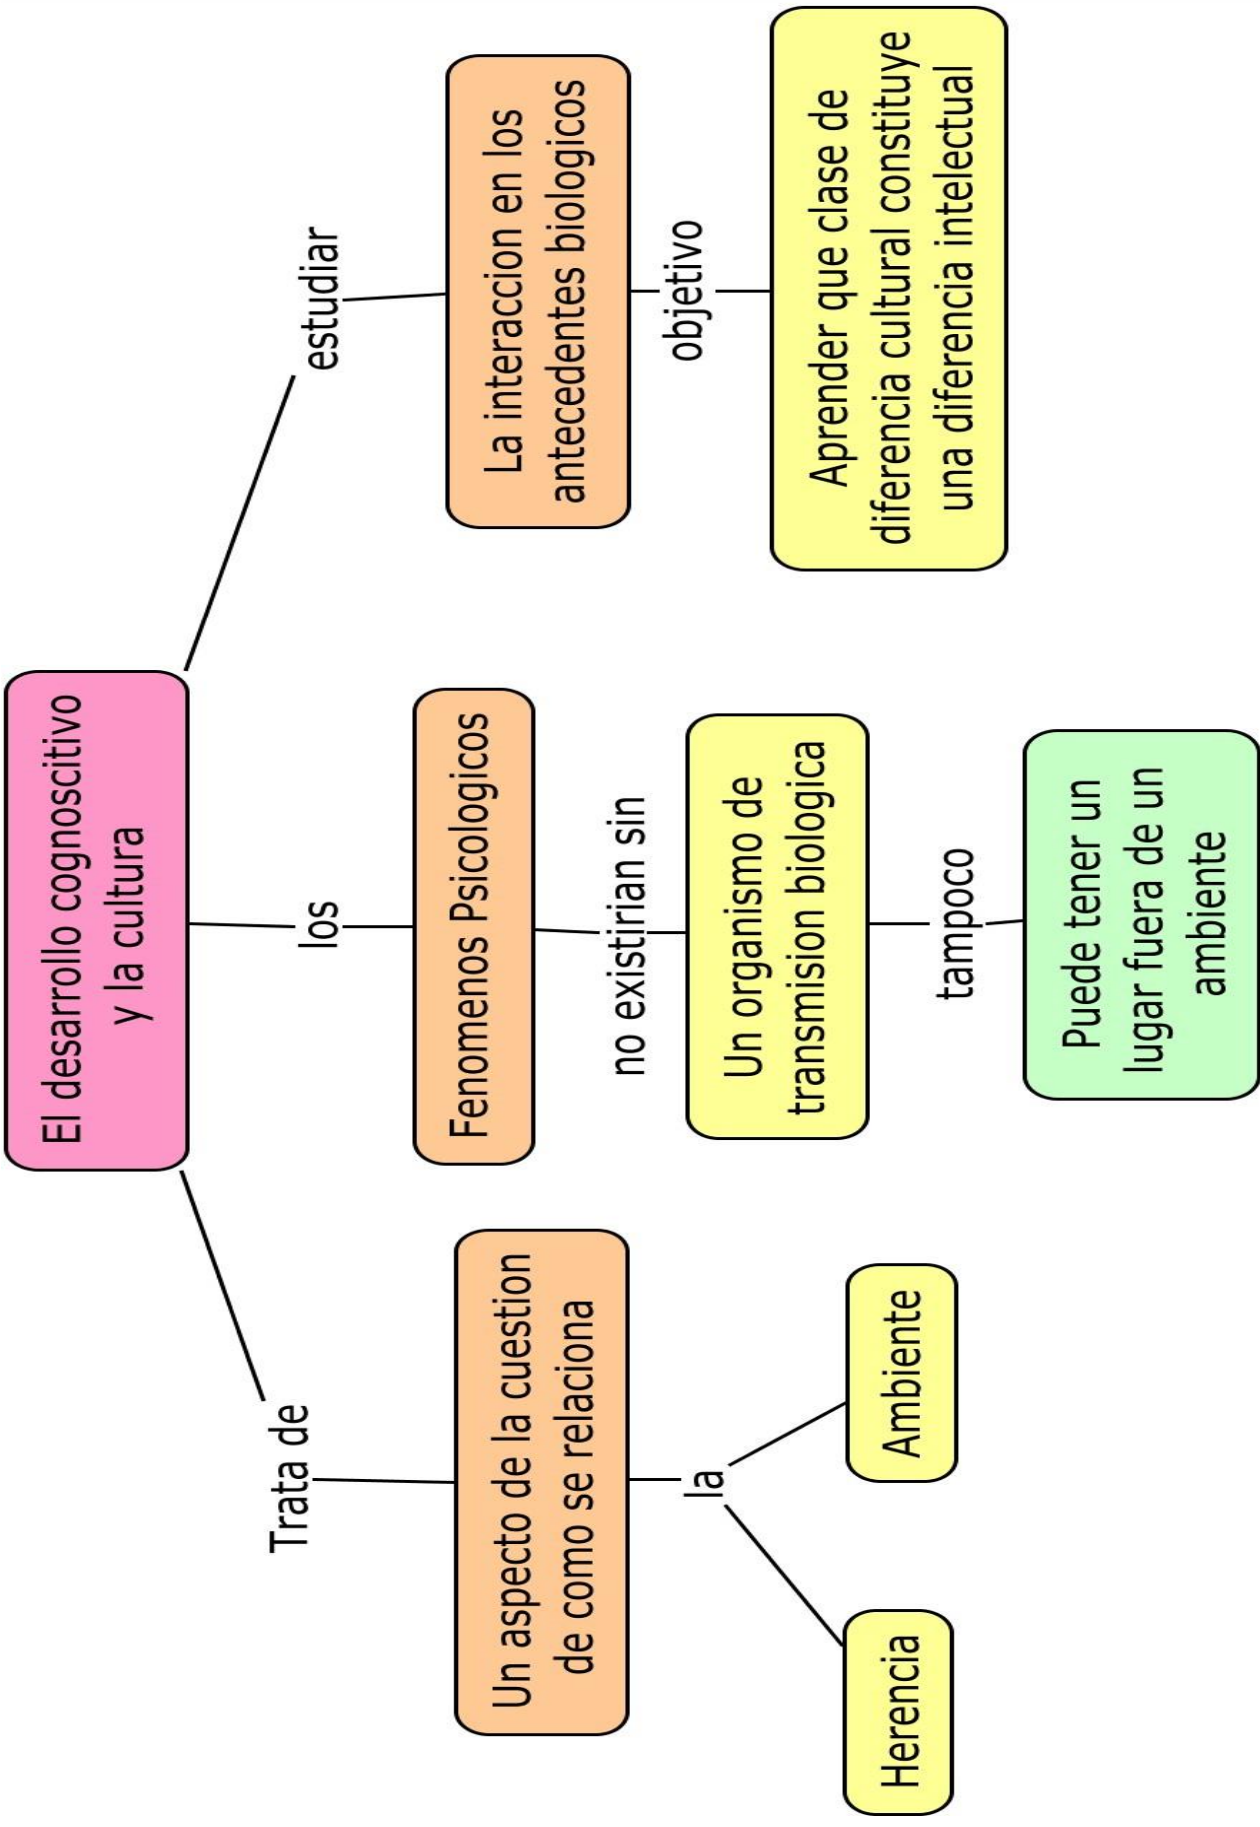 El desarrollo cognoscitivo
y la cultura
Trata de
Un aspecto de la cuestion
de como se relaciona
la
Herencia
Ambiente
los
Fenomenos Psicologicos
no existirian sin
Un organismo de
transmision biologica
tampoco
Puede tener un
lugar fuera de un
ambiente
estudiar
La interaccion en los
antecedentes biologicos
objetivo
Aprender que clase de
diferencia cultural constituye
una diferencia intelectual